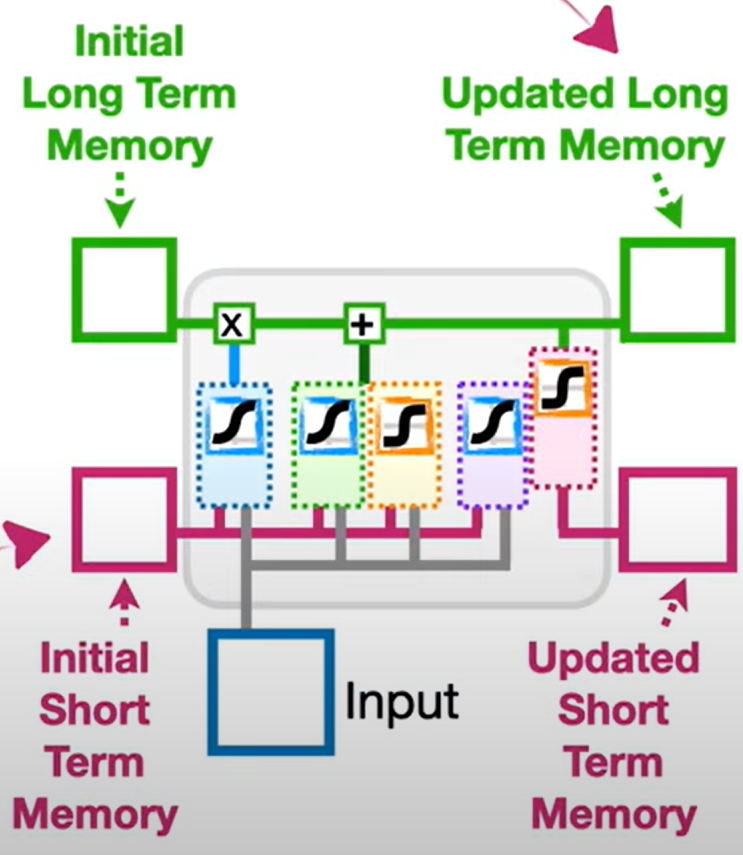 Initial
Long Term
Memory
Updated Long
Term Memory
X
+
Input
Initial
Short
Term
Memory
Updated
Short
Term
Memory